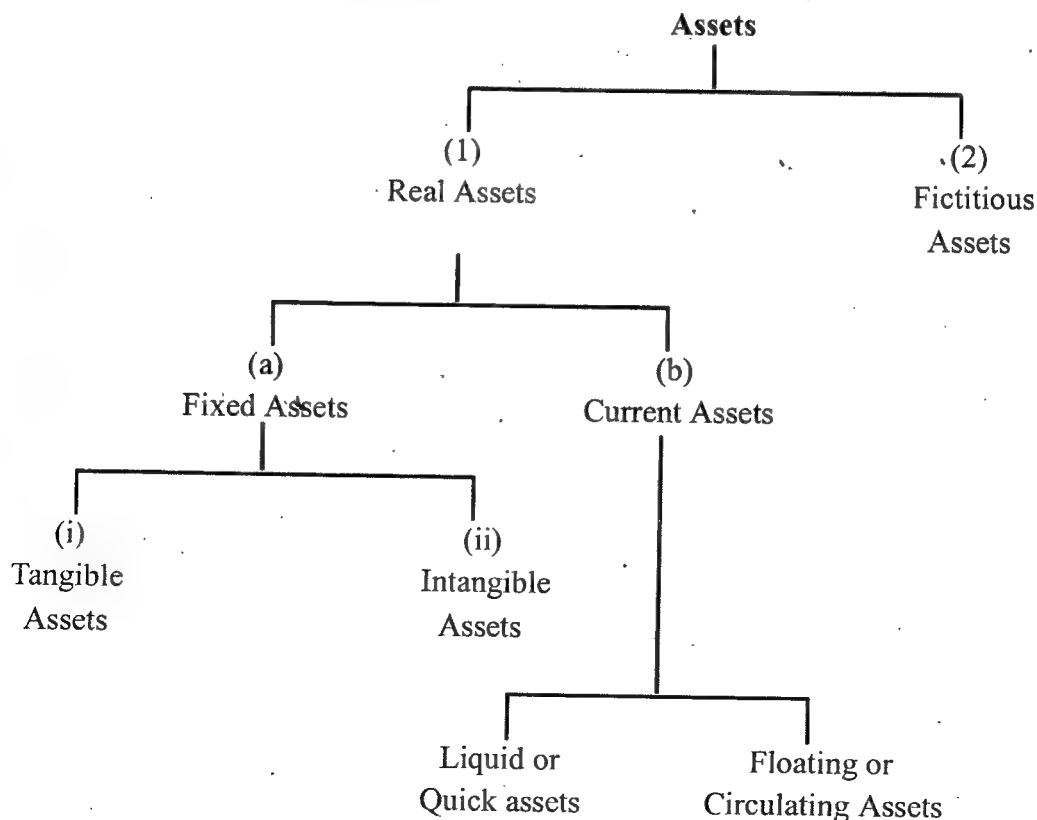 Assets
(1)
Real Assets
(2)
Fictitious
Assets
(a)
Fixed Assets
(b)
Current Assets
(i)
Tangible
Assets
(ii)
Intangible
Assets
Liquid or
Quick assets
Floating or
Circulating Assets